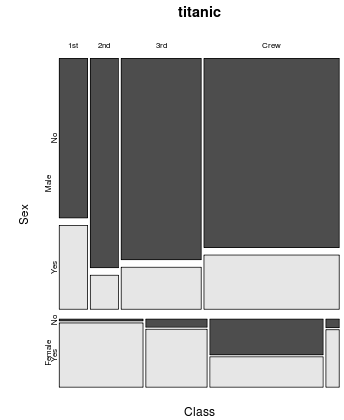 titanic
1st 2nd 3rd Crew
No
Male
Yes
Sex
No
Female
Yes
Class